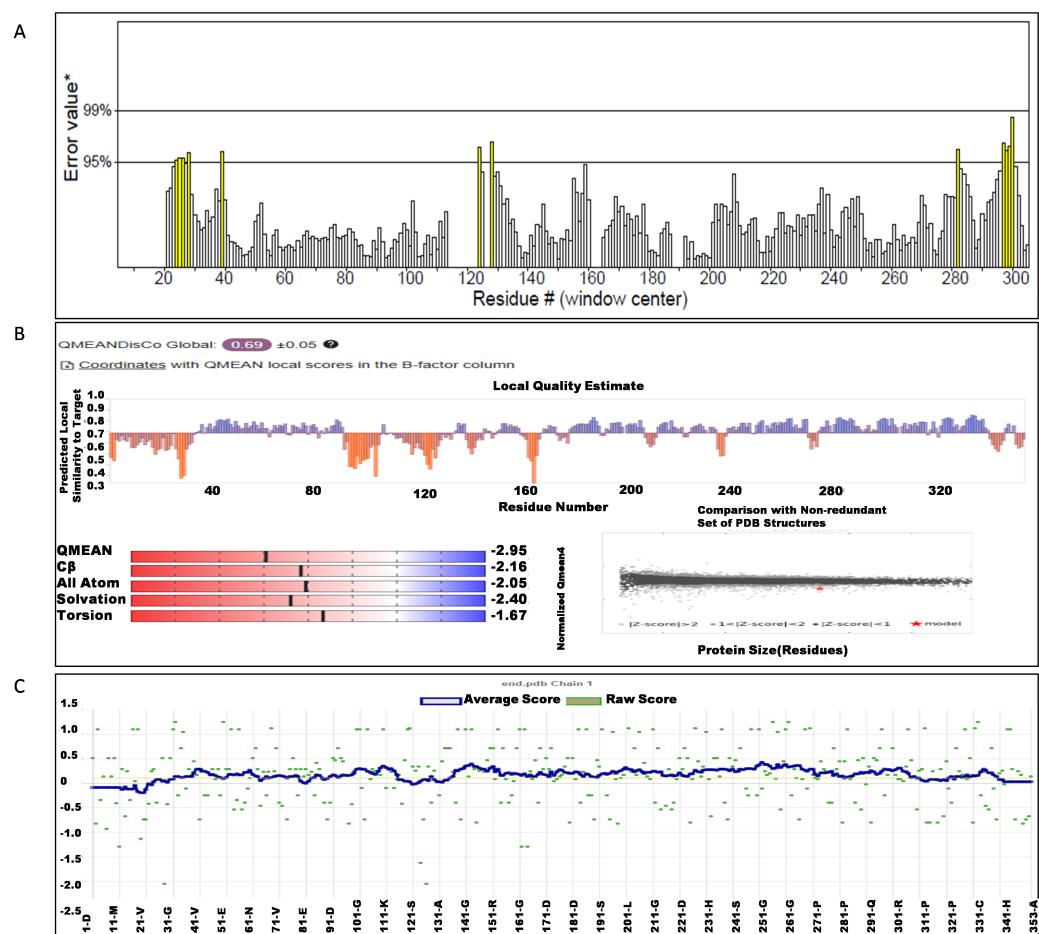 A
Error value*
99%
95%
20 40 60 80 100 120 140 160 180 200 220 240 260 280 300
Residue # (window center)
B
QMEANDisCo Global: 0.69 ±0.05 ?
Coordinates with QMEAN local scores in the B-factor column
Local Quality Estimate
Predicted Local
Similarity to Target
1.0
0.9
0.8
0.7
0.6
0.5
0.4
0.3
40 80 120 160 200 240 280 320
Residue Number
Comparison with Non-redundant
Set of PDB Structures
QMEAN -2.95
Cβ -2.16
All Atom -2.05
Solvation -2.40
Torsion -1.67
Normalized Qmean4
|Z-score|>2 1<|Z-score|<2 |Z-score|<1 model
Protein Size(Residues)
C
end.pdb Chain 1
Average Score Raw Score
1.5
1.0
0.5
0
-0.5
-1.0
-1.5
-2.0
-2.5
1-D 11-M 21-V 31-G 41-V 51-E 61-N 71-V 81-E 91-D 101-G 111-K 121-S 131-A 141-G 151-R 161-G 171-D 181-D 191-S 201-L 211-G 221-D 231-H 241-S 251-G 261-G 271-P 281-P 291-Q 301-R 311-P 321-P 331-C 341-H 353-A